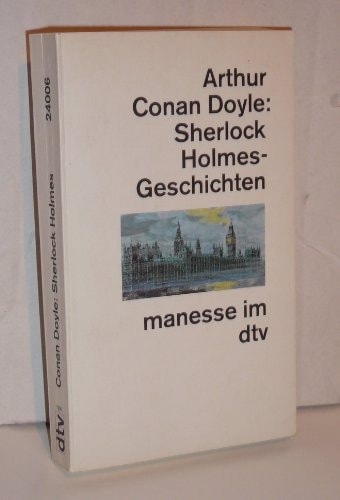 Arthur
Conan Doyle:
Sherlock
Holmes-
Geschichten
manesse im
dtv
dtv Conan Doyle: Sherlock Holmes 24006